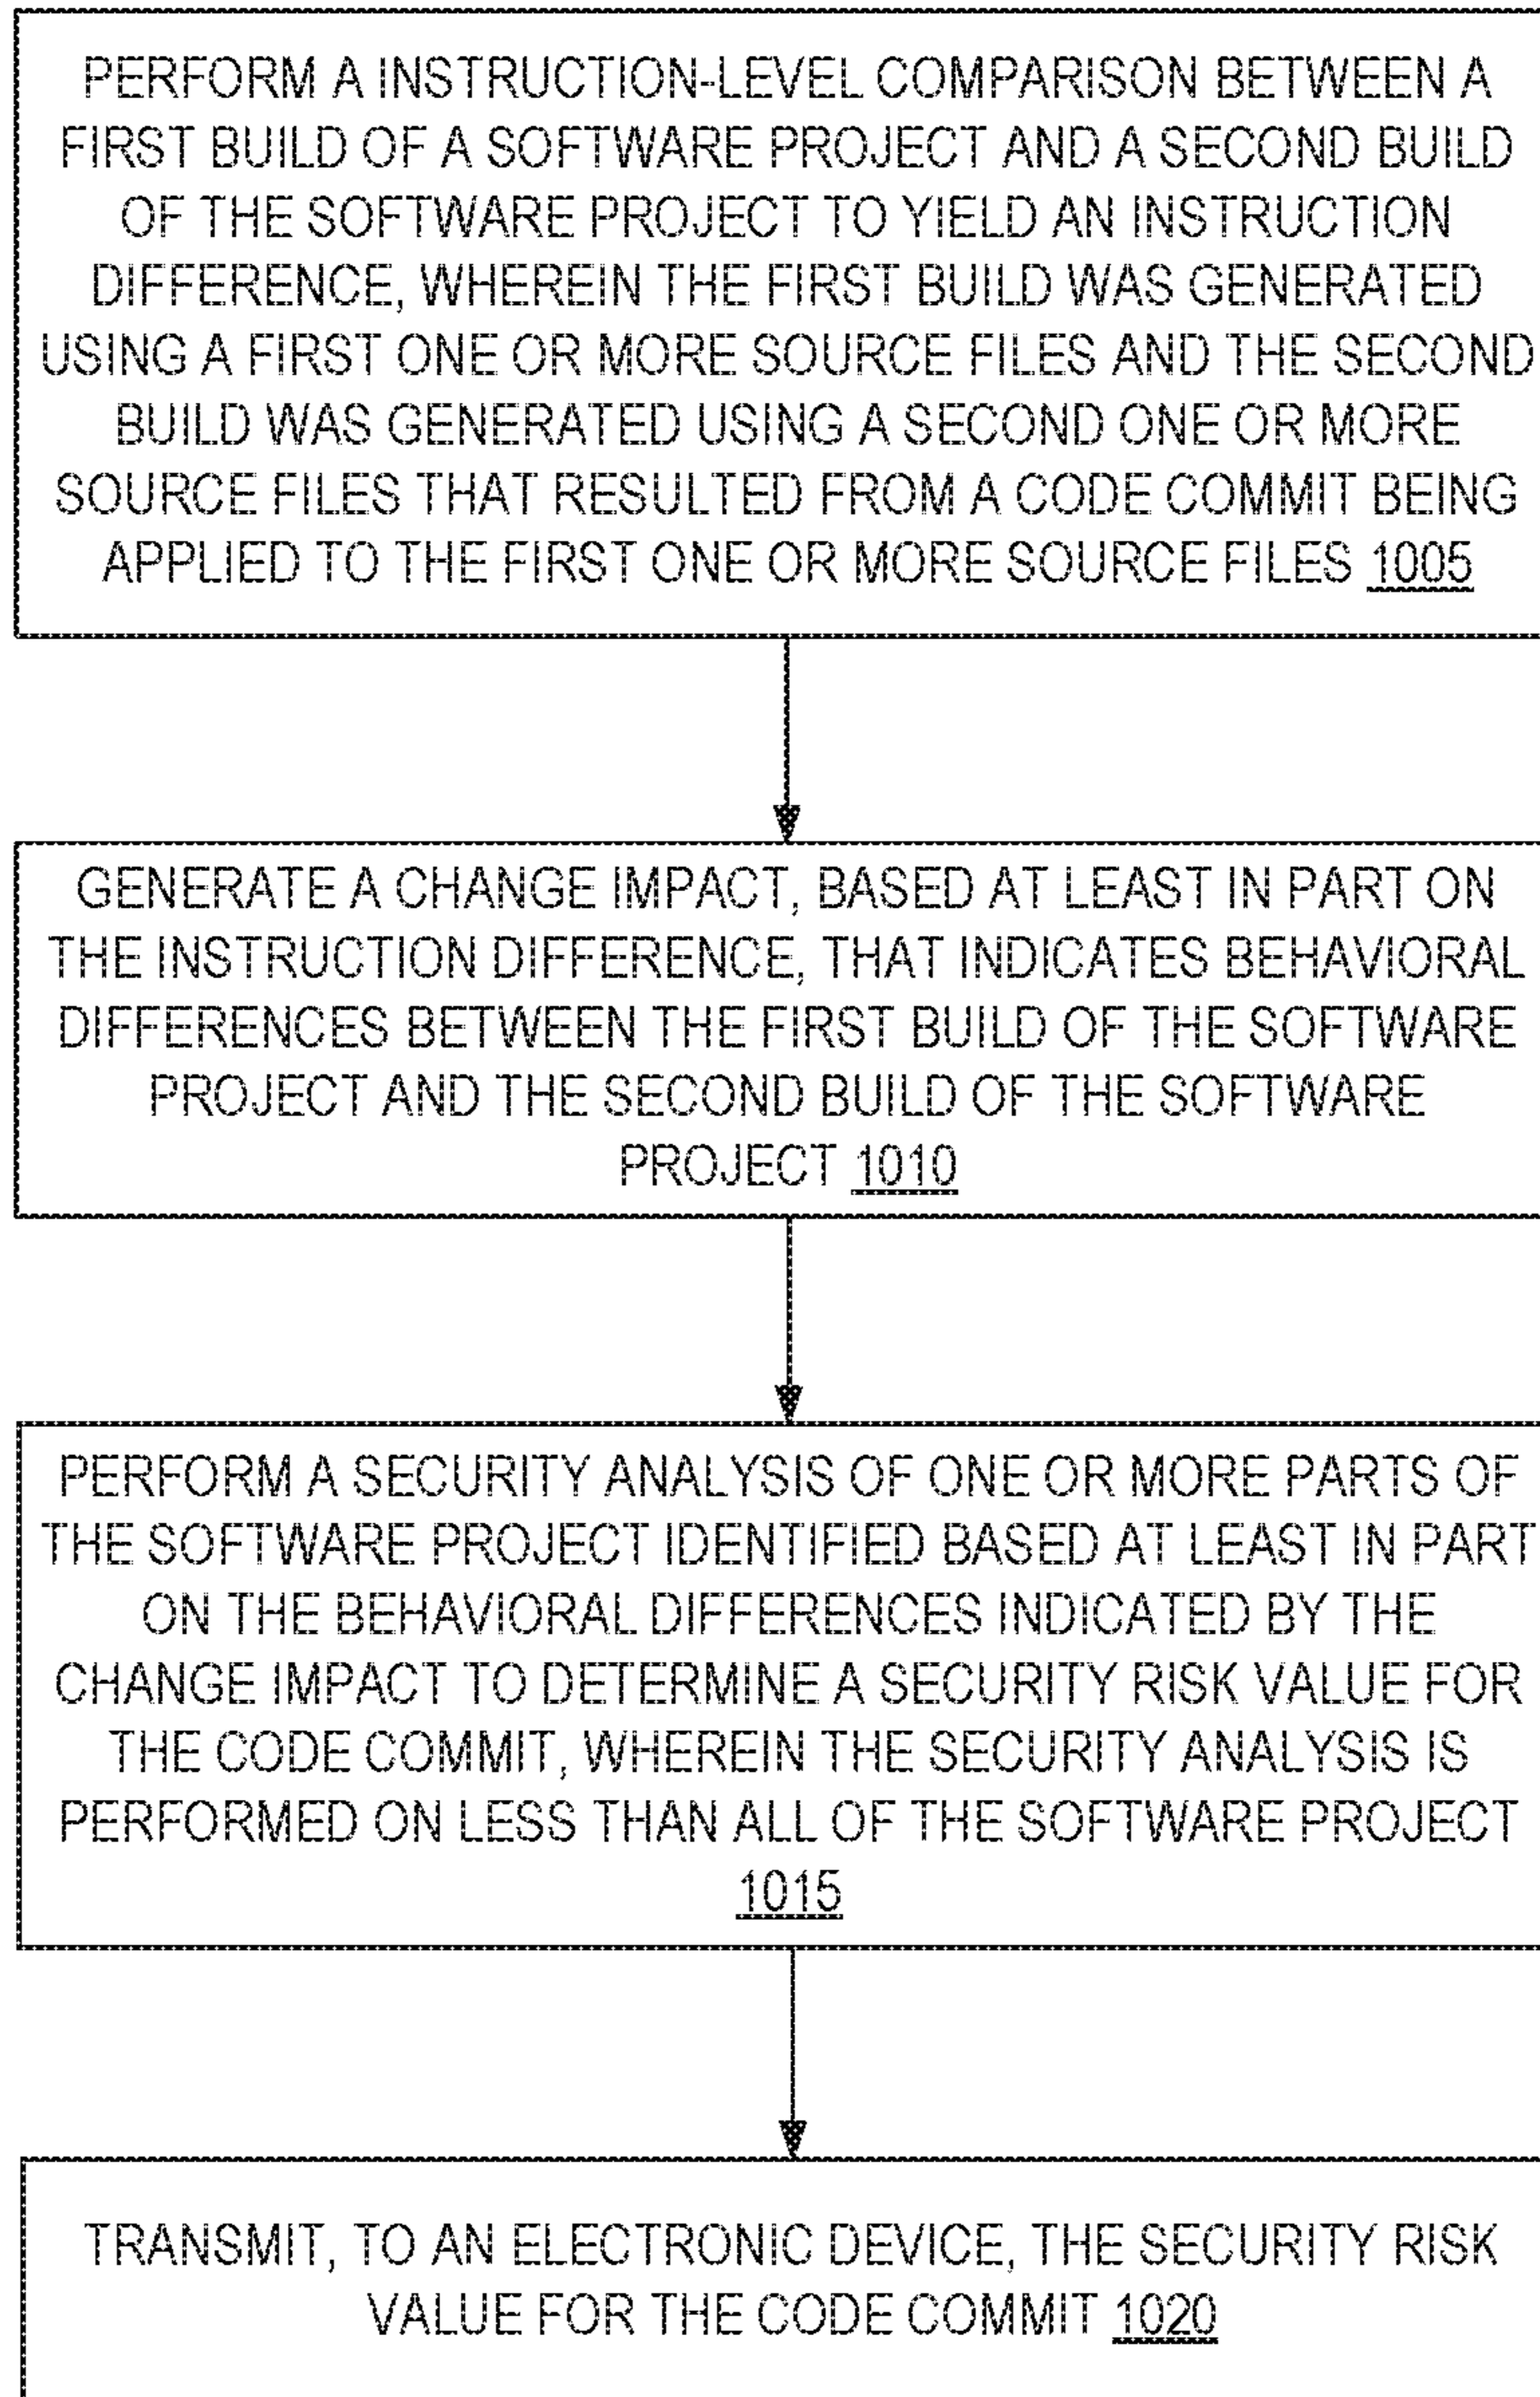 PERFORM A INSTRUCTION-LEVEL COMPARISON BETWEEN A
FIRST BUILD OF A SOFTWARE PROJECT AND A SECOND BUILD
OF THE SOFTWARE PROJECT TO YIELD AN INSTRUCTION
DIFFERENCE, WHEREIN THE FIRST BUILD WAS GENERATED
USING A FIRST ONE OR MORE SOURCE FILES AND THE SECOND
BUILD WAS GENERATED USING A SECOND ONE OR MORE
SOURCE FILES THAT RESULTED FROM A CODE COMMIT BEING
APPLIED TO THE FIRST ONE OR MORE SOURCE FILES 1005
GENERATE A CHANGE IMPACT, BASED AT LEAST IN PART ON
THE INSTRUCTION DIFFERENCE, THAT INDICATES BEHAVIORAL
DIFFERENCES BETWEEN THE FIRST BUILD OF THE SOFTWARE
PROJECT AND THE SECOND BUILD OF THE SOFTWARE
PROJECT 1010
PERFORM A SECURITY ANALYSIS OF ONE OR MORE PARTS OF
THE SOFTWARE PROJECT IDENTIFIED BASED AT LEAST IN PART
ON THE BEHAVIORAL DIFFERENCES INDICATED BY THE
CHANGE IMPACT TO DETERMINE A SECURITY RISK VALUE FOR
THE CODE COMMIT, WHEREIN THE SECURITY ANALYSIS IS
PERFORMED ON LESS THAN ALL OF THE SOFTWARE PROJECT
1015
TRANSMIT, TO AN ELECTRONIC DEVICE, THE SECURITY RISK
VALUE FOR THE CODE COMMIT 1020